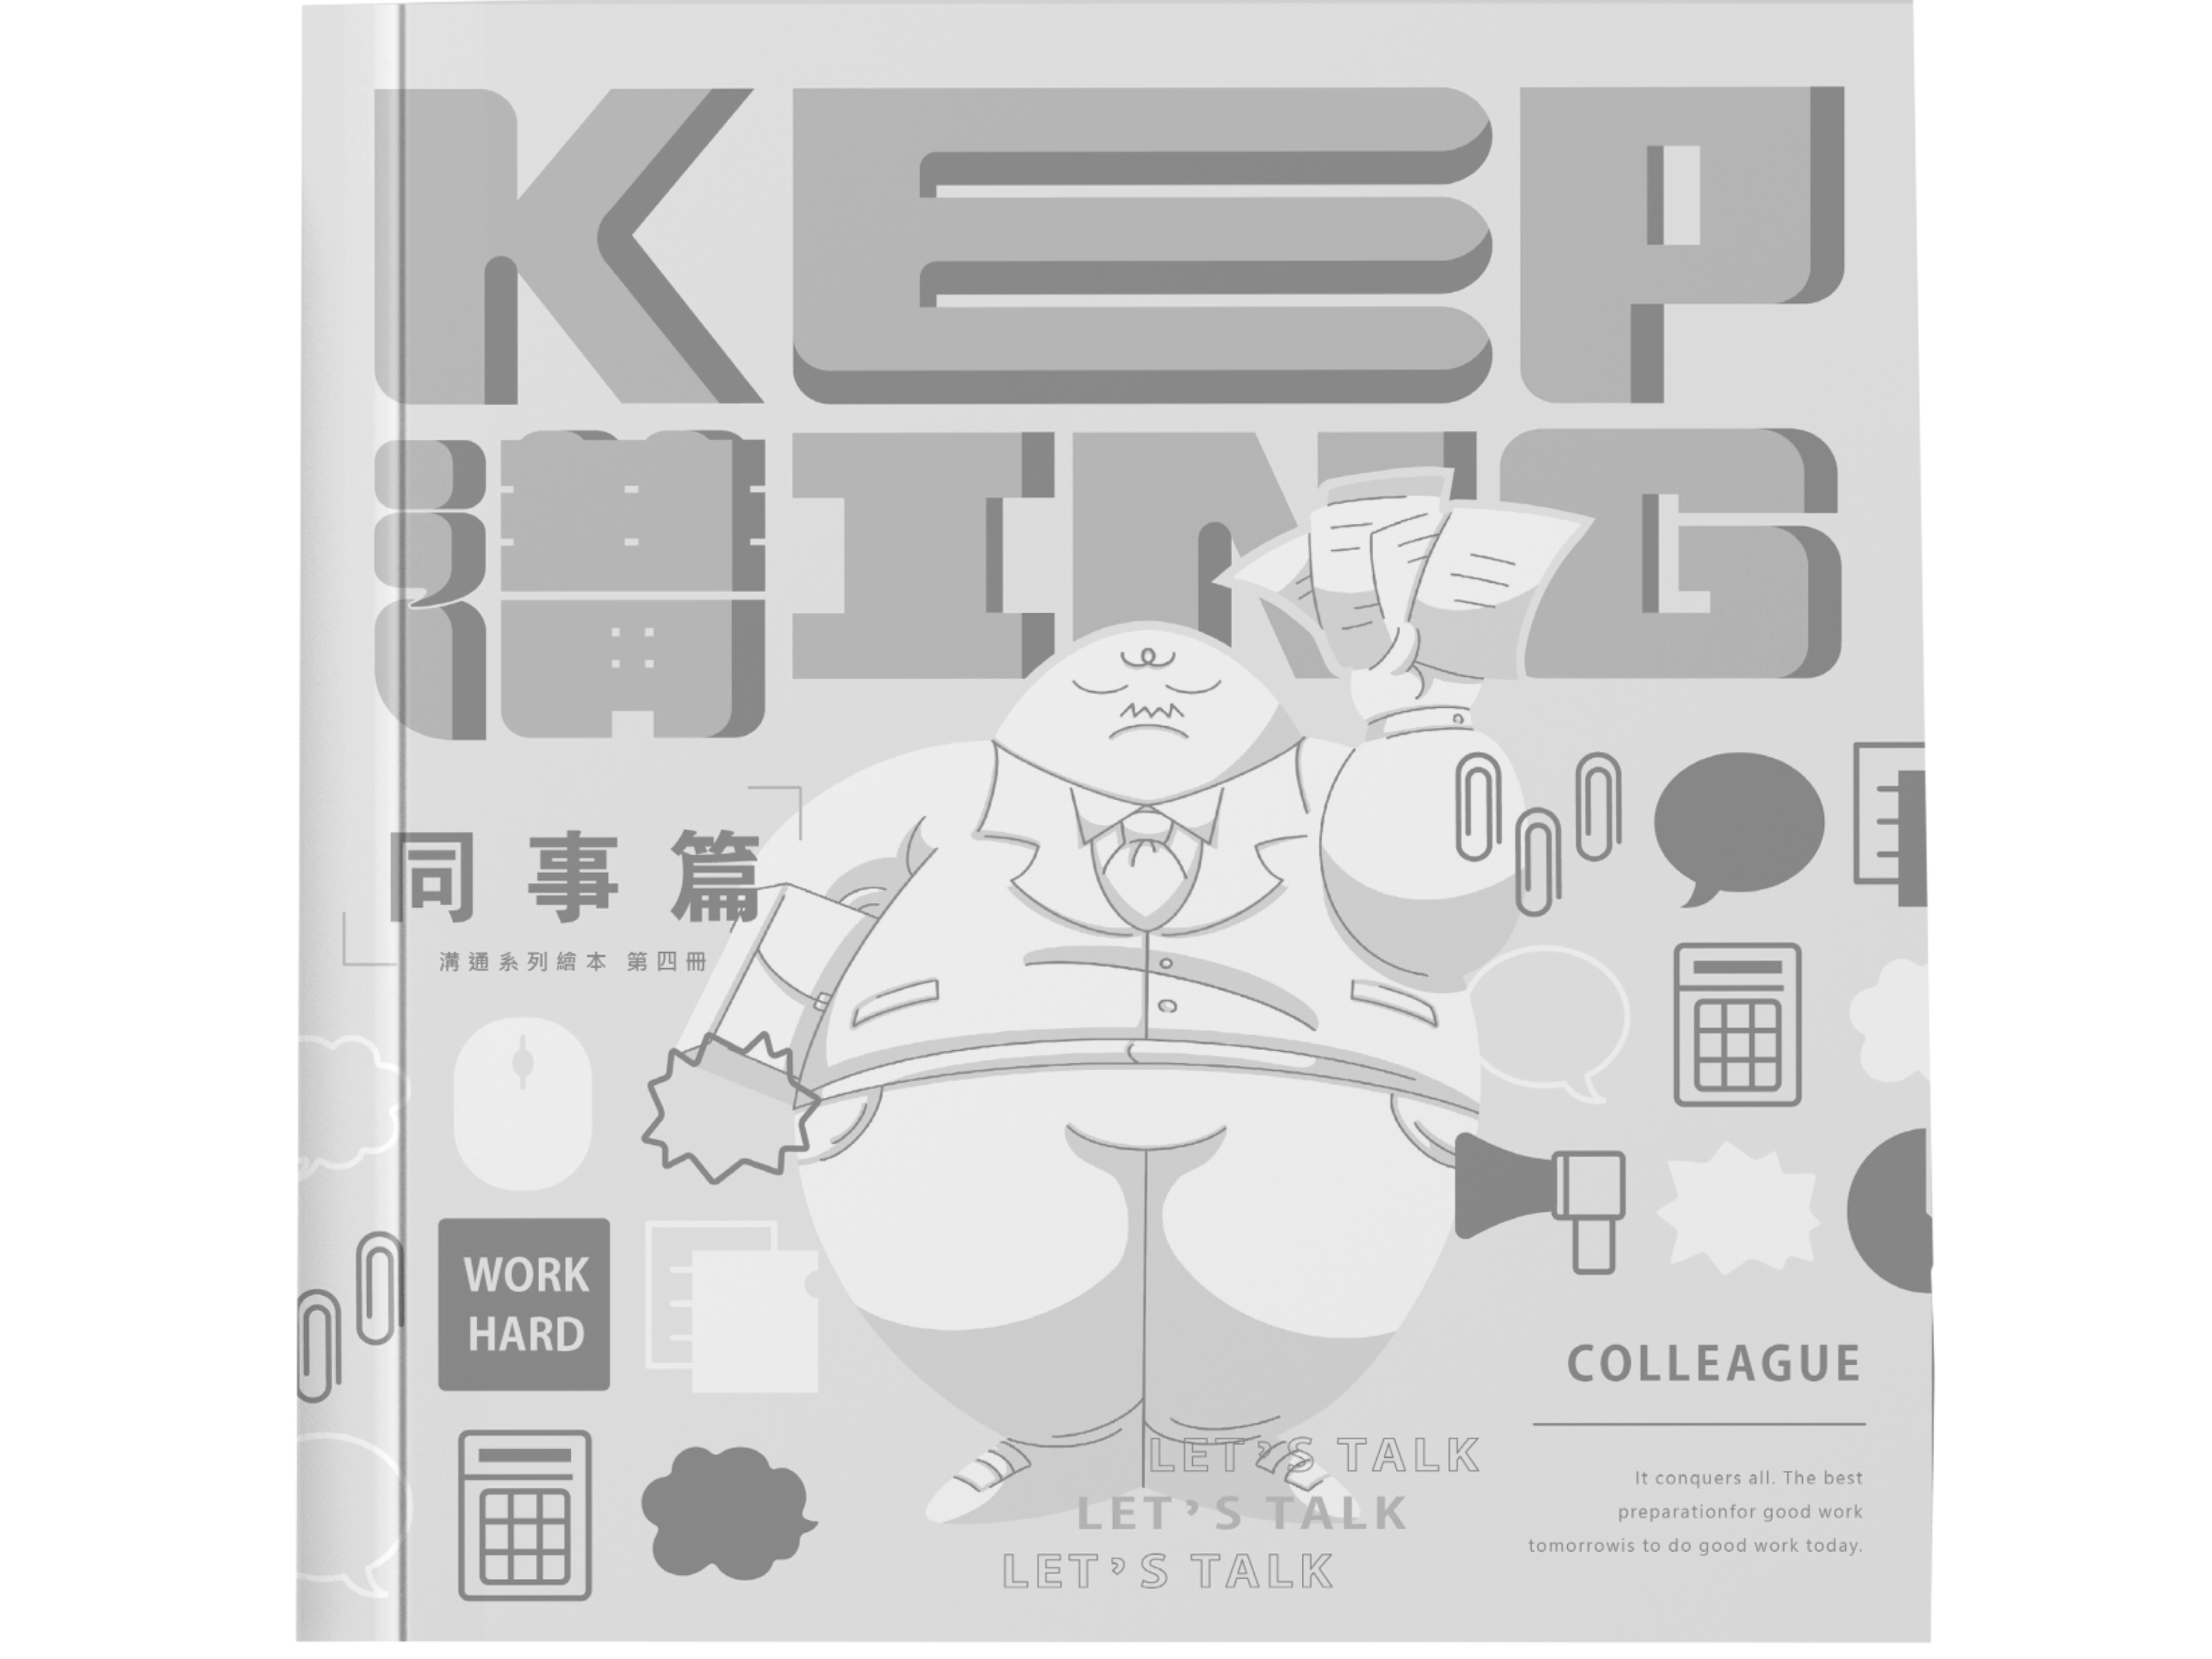 KEP
溝ING
同事篇
溝通系列繪本 第四冊
WORK
HARD
COLLEAGUE
It conquers all. The best
preparationfor good work
tomorrowis to do good work today.
LET’S TALK
LET’S TALK
LET’S TALK